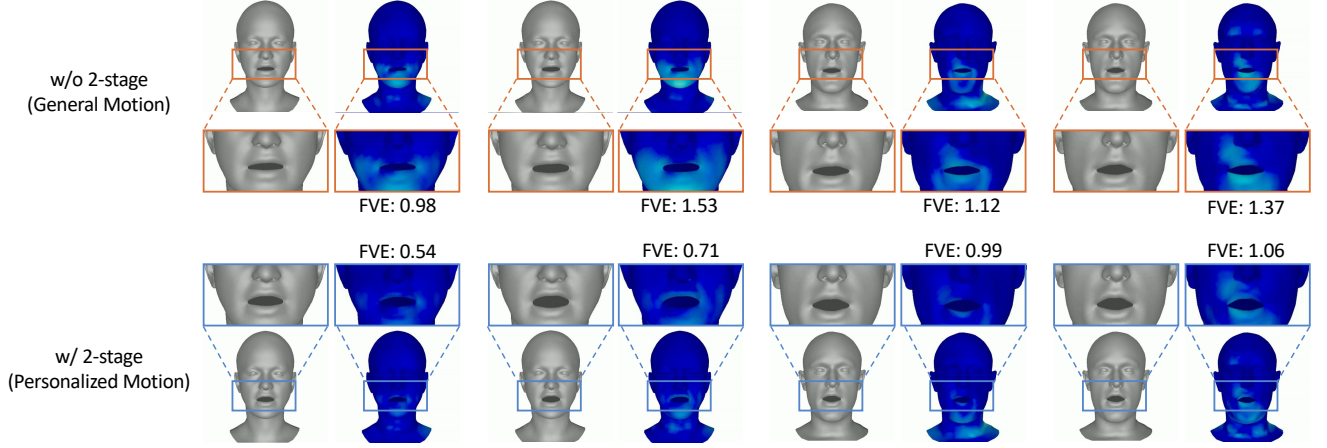 w/o 2-stage
(General Motion)
FVE: 0.98
FVE: 1.53
FVE: 1.12
FVE: 1.37
FVE: 0.54
FVE: 0.71
FVE: 0.99
FVE: 1.06
w/ 2-stage
(Personalized Motion)